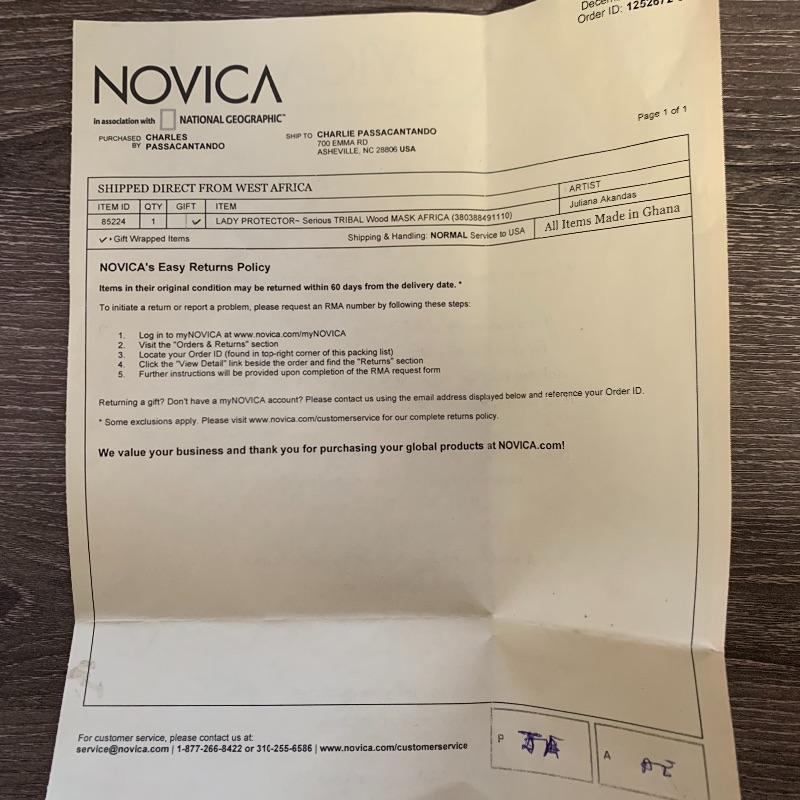 Order ID:
NOVICA
in association with NATIONAL GEOGRAPHIC™
Page 1 of 1
PURCHASED BY CHARLES PASSACANTANDO
SHIP TO CHARLIE PASSACANTANDO
700 EMMA RD
ASHEVILLE, NC 28806 USA
SHIPPED DIRECT FROM WEST AFRICA
ARTIST
ITEM ID QTY GIFT ITEM
Juliana Akandas
85224 1 ✓ LADY PROTECTOR~ Serious TRIBAL Wood MASK AFRICA (380388491110)
✓ • Gift Wrapped Items
Shipping & Handling: NORMAL Service to USA
All Items Made in Ghana
NOVICA's Easy Returns Policy
Items in their original condition may be returned within 60 days from the delivery date. *
To initiate a return or report a problem, please request an RMA number by following these steps:
1. Log in to myNOVICA at www.novica.com/myNOVICA
2. Visit the "Orders & Returns" section
3. Locate your Order ID (found in top-right corner of this packing list)
4. Click the "View Detail" link beside the order and find the "Returns" section
5. Further instructions will be provided upon completion of the RMA request form
Returning a gift? Don't have a myNOVICA account? Please contact us using the email address displayed below and reference your Order ID.
* Some exclusions apply. Please visit www.novica.com/customerservice for our complete returns policy.
We value your business and thank you for purchasing your global products at NOVICA.com!
For customer service, please contact us at:
service@novica.com | 1-877-266-8422 or 310-255-6586 | www.novica.com/customerservice
P
A